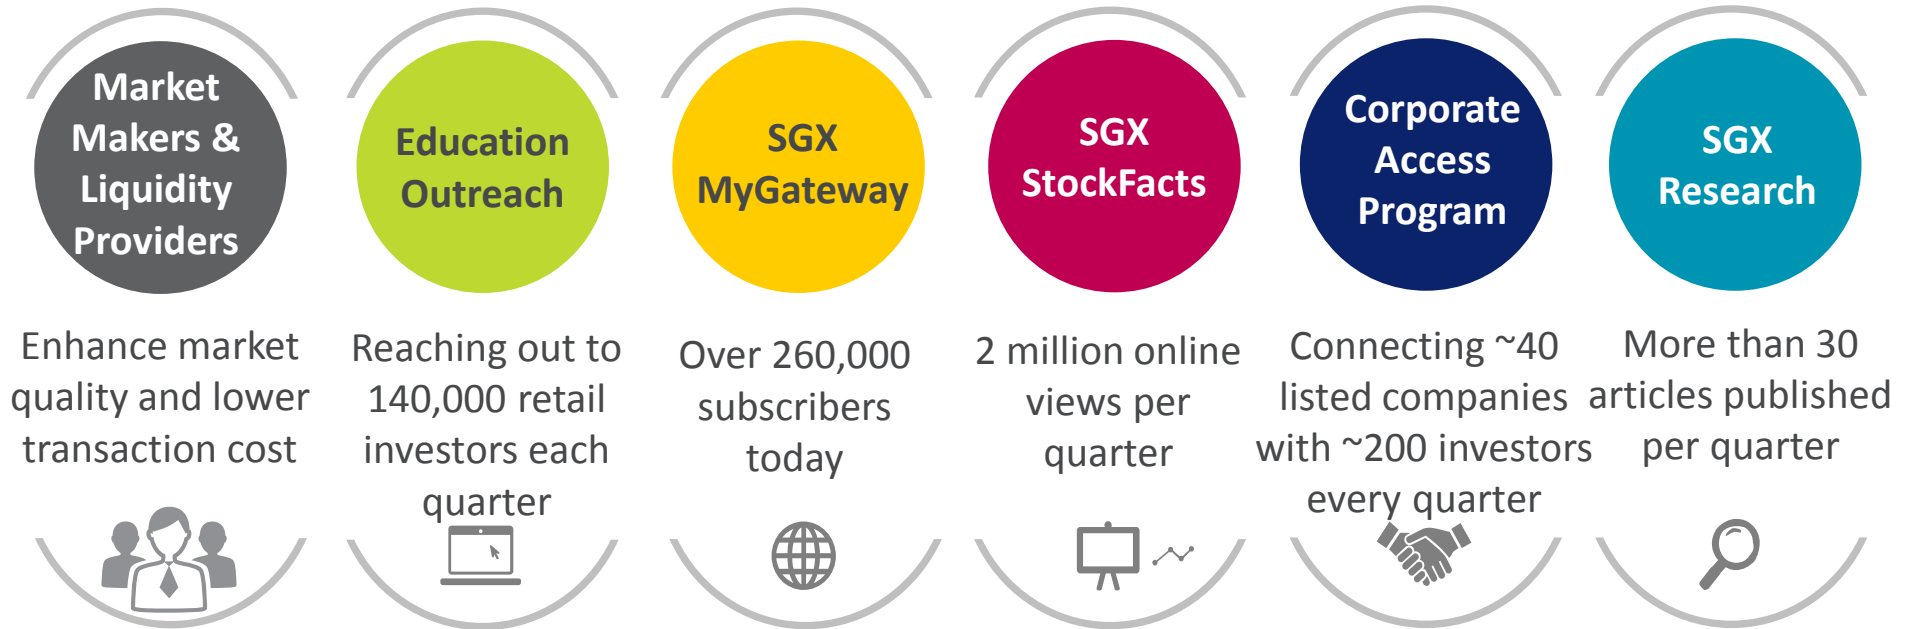 Market
Makers &
Liquidity
Providers
Enhance market
quality and lower
transaction cost
Education
Outreach
Reaching out to
140,000 retail
investors each
quarter
SGX
MyGateway
Over 260,000
subscribers
today
SGX
StockFacts
2 million online
views per
quarter
Corporate
Access
Program
Connecting ~40
listed companies
with ~200 investors
every quarter
SGX
Research
More than 30
articles published
per quarter